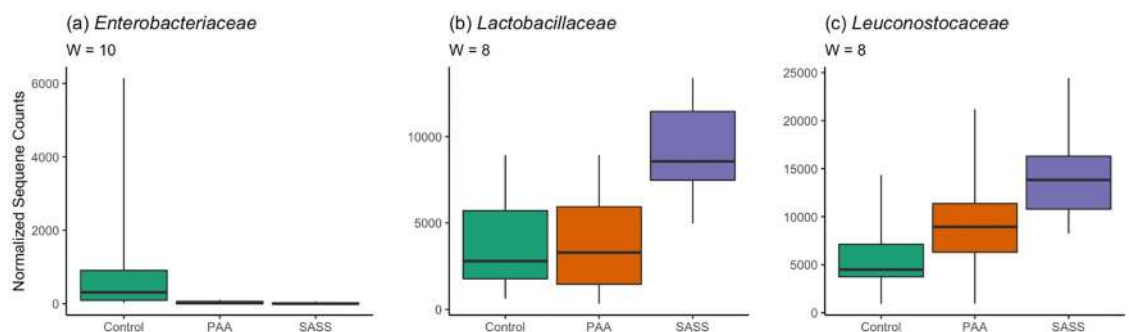 (a) Enterobacteriaceae
W = 10
Normalized Sequene Counts
6000
4000
2000
0
Control PAA SASS
(b) Lactobacillaceae
W = 8
10000
5000
0
Control PAA SASS
(c) Leuconostocaceae
W = 8
25000
20000
15000
10000
5000
0
Control PAA SASS